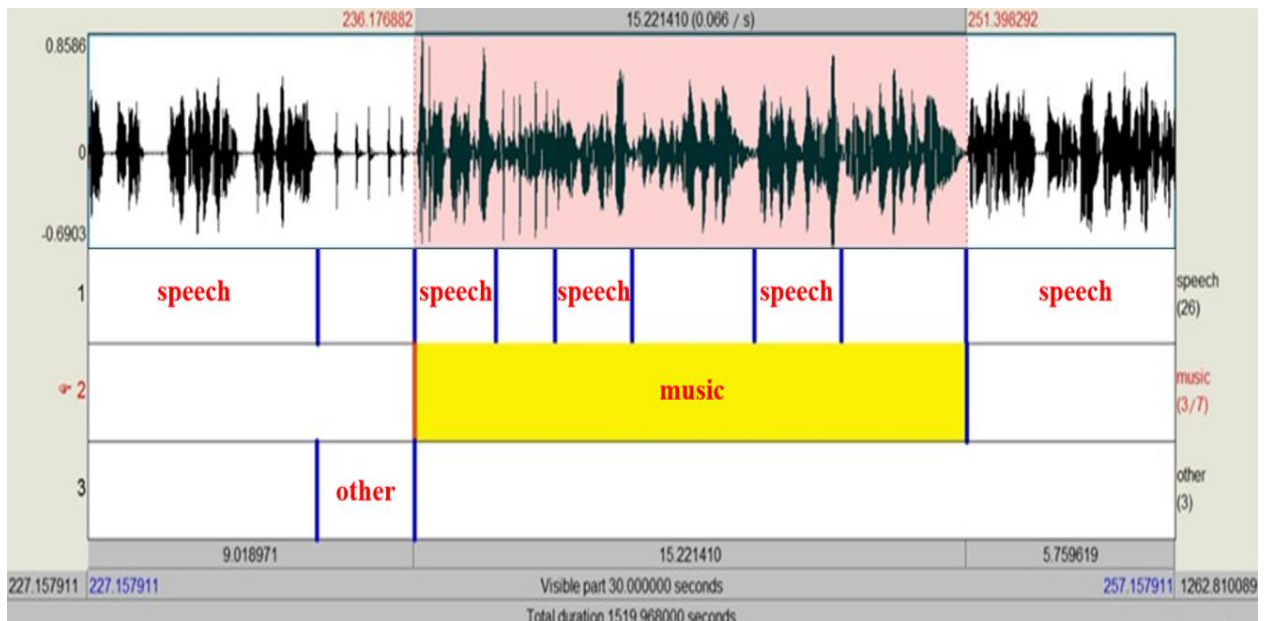 236.176882 15.221410 (0.066 / s) 251.398292
0.8586
0
-0.6903
1 speech speech speech speech speech speech (26)
2 music music (3/7)
3 other other (3)
9.018971 15.221410 5.759619
227.157911 227.157911 Visible part 30.000000 seconds 257.157911 1262.810089
Total duration 1519.968000 seconds